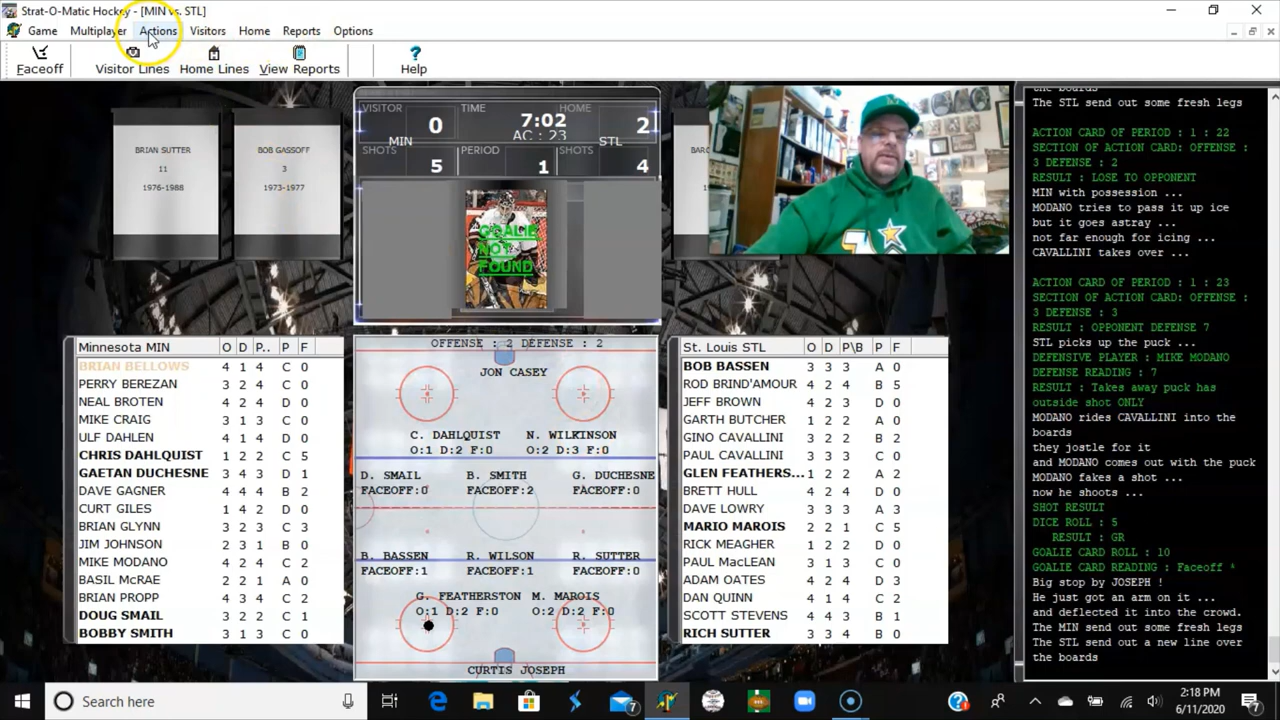 Strat-O-Matic Hockey - [MIN vs. STL]
Game Multiplayer Actions Visitors Home Reports Options
Faceoff Visitor Lines Home Lines View Reports Help
BRIAN SUTTER
11
1976-1988
BOB GASSOFF
3
1973-1977
BARC
VISITOR TIME HOME
MIN 0 7:02 STL 2
AC : 23
SHOTS PERIOD SHOTS
5 1 4
GOALIE
NOT
FOUND
Minnesota MIN O D P.. P F
BRIAN BELLOWS 4 1 4 C 0
PERRY BEREZAN 3 2 4 C 0
NEAL BROTEN 4 2 4 D 0
MIKE CRAIG 3 1 3 C 0
ULF DAHLEN 4 1 4 D 0
CHRIS DAHLQUIST 1 2 2 C 5
GAETAN DUCHESNE 3 4 3 D 1
DAVE GAGNER 4 4 4 B 2
CURT GILES 1 4 2 D 0
BRIAN GLYNN 3 2 3 C 3
JIM JOHNSON 2 3 1 B 0
MIKE MODANO 4 2 4 C 2
BASIL McRAE 2 2 1 A 0
BRIAN PROPP 4 3 4 C 2
DOUG SMAIL 4 2 2 C 1
BOBBY SMITH 3 1 3 C 0
OFFENSE : 2 DEFENSE : 2
JON CASEY
C. DAHLQUIST N. WILKINSON
O:1 D:2 F:0 O:2 D:3 F:0
D. SMAIL B. SMITH G. DUCHESNE
FACEOFF:0 FACEOFF:2 FACEOFF:0
B. BASSEN R. WILSON R. SUTTER
FACEOFF:1 FACEOFF:1 FACEOFF:0
G. FEATHERSTON M. MAROIS
O:1 D:2 F:0 O:2 D:2 F:0
CURTIS JOSEPH
St. Louis STL O D P\B P F
BOB BASSEN 3 3 3 A 0
ROD BRIND'AMOUR 4 2 4 B 5
JEFF BROWN 4 2 3 D 0
GARTH BUTCHER 1 2 2 A 0
GINO CAVALLINI 3 2 2 B 2
PAUL CAVALLINI 3 3 2 C 0
GLEN FEATHERS... 1 2 2 A 2
BRETT HULL 4 2 4 D 0
DAVE LOWRY 3 3 3 A 3
MARIO MAROIS 2 2 1 C 5
RICK MEAGHER 1 2 2 D 0
PAUL MacLEAN 3 1 3 C 0
ADAM OATES 4 2 4 D 3
DAN QUINN 4 2 4 D 0
SCOTT STEVENS 4 4 3 B 1
RICH SUTTER 3 3 4 B 0
the boards
The STL send out some fresh legs
ACTION CARD OF PERIOD : 1 : 22
SECTION OF ACTION CARD: OFFENSE :
3 DEFENSE : 2
RESULT : LOSE TO OPPONENT
MIN with possession ...
MODANO tries to pass it up ice
but it goes astray ...
not far enough for icing ...
CAVALLINI takes over ...
ACTION CARD OF PERIOD : 1 : 23
SECTION OF ACTION CARD: OFFENSE :
3 DEFENSE : 3
RESULT : OPPONENT DEFENSE 7
STL picks up the puck ...
DEFENSIVE PLAYER : MIKE MODANO
DEFENSE READING : 7
RESULT : Takes away puck has
outside shot ONLY
MODANO rides CAVALLINI into the
boards
they jostle for it
and MODANO comes out with the puck
MODANO fakes a shot ...
now he shoots ...
SHOT RESULT
DICE ROLL : 5
RESULT : GR
GOALIE CARD ROLL : 10
GOALIE CARD READING : Faceoff ^
Big stop by JOSEPH !
He just got an arm on it ...
and deflected it into the crowd.
The MIN send out some fresh legs
The STL send out a new line over
the boards
Search here
7
2:18 PM
6/11/2020
7